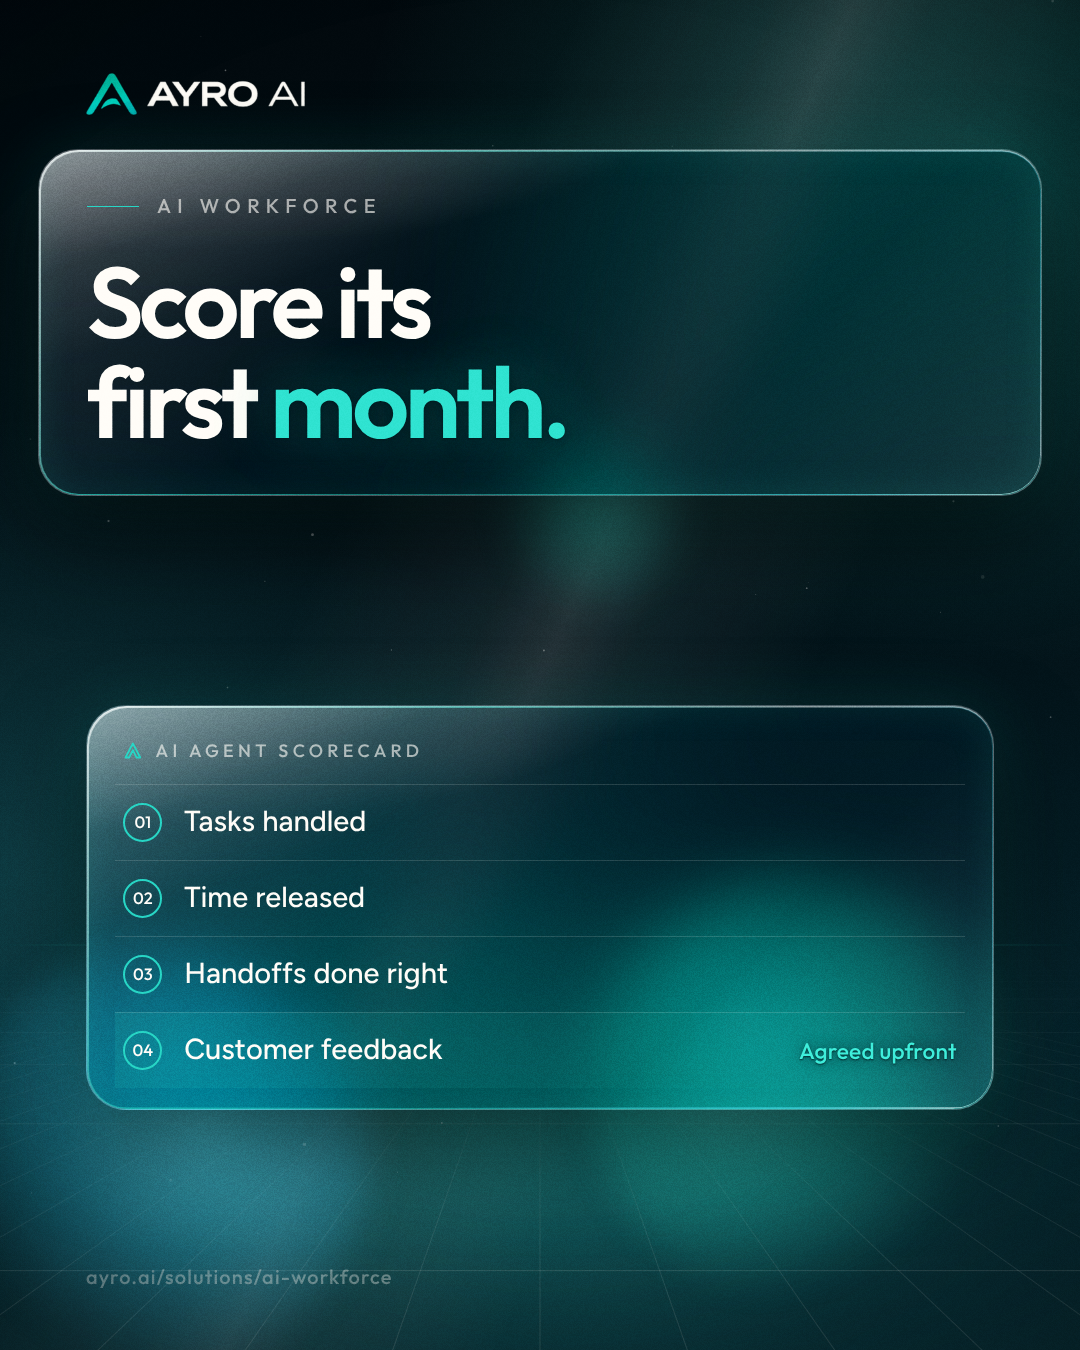 AYRO AI
AI WORKFORCE
Score its
first month.
AI AGENT SCORECARD
01 Tasks handled
02 Time released
03 Handoffs done right
04 Customer feedback Agreed upfront
ayro.ai/solutions/ai-workforce